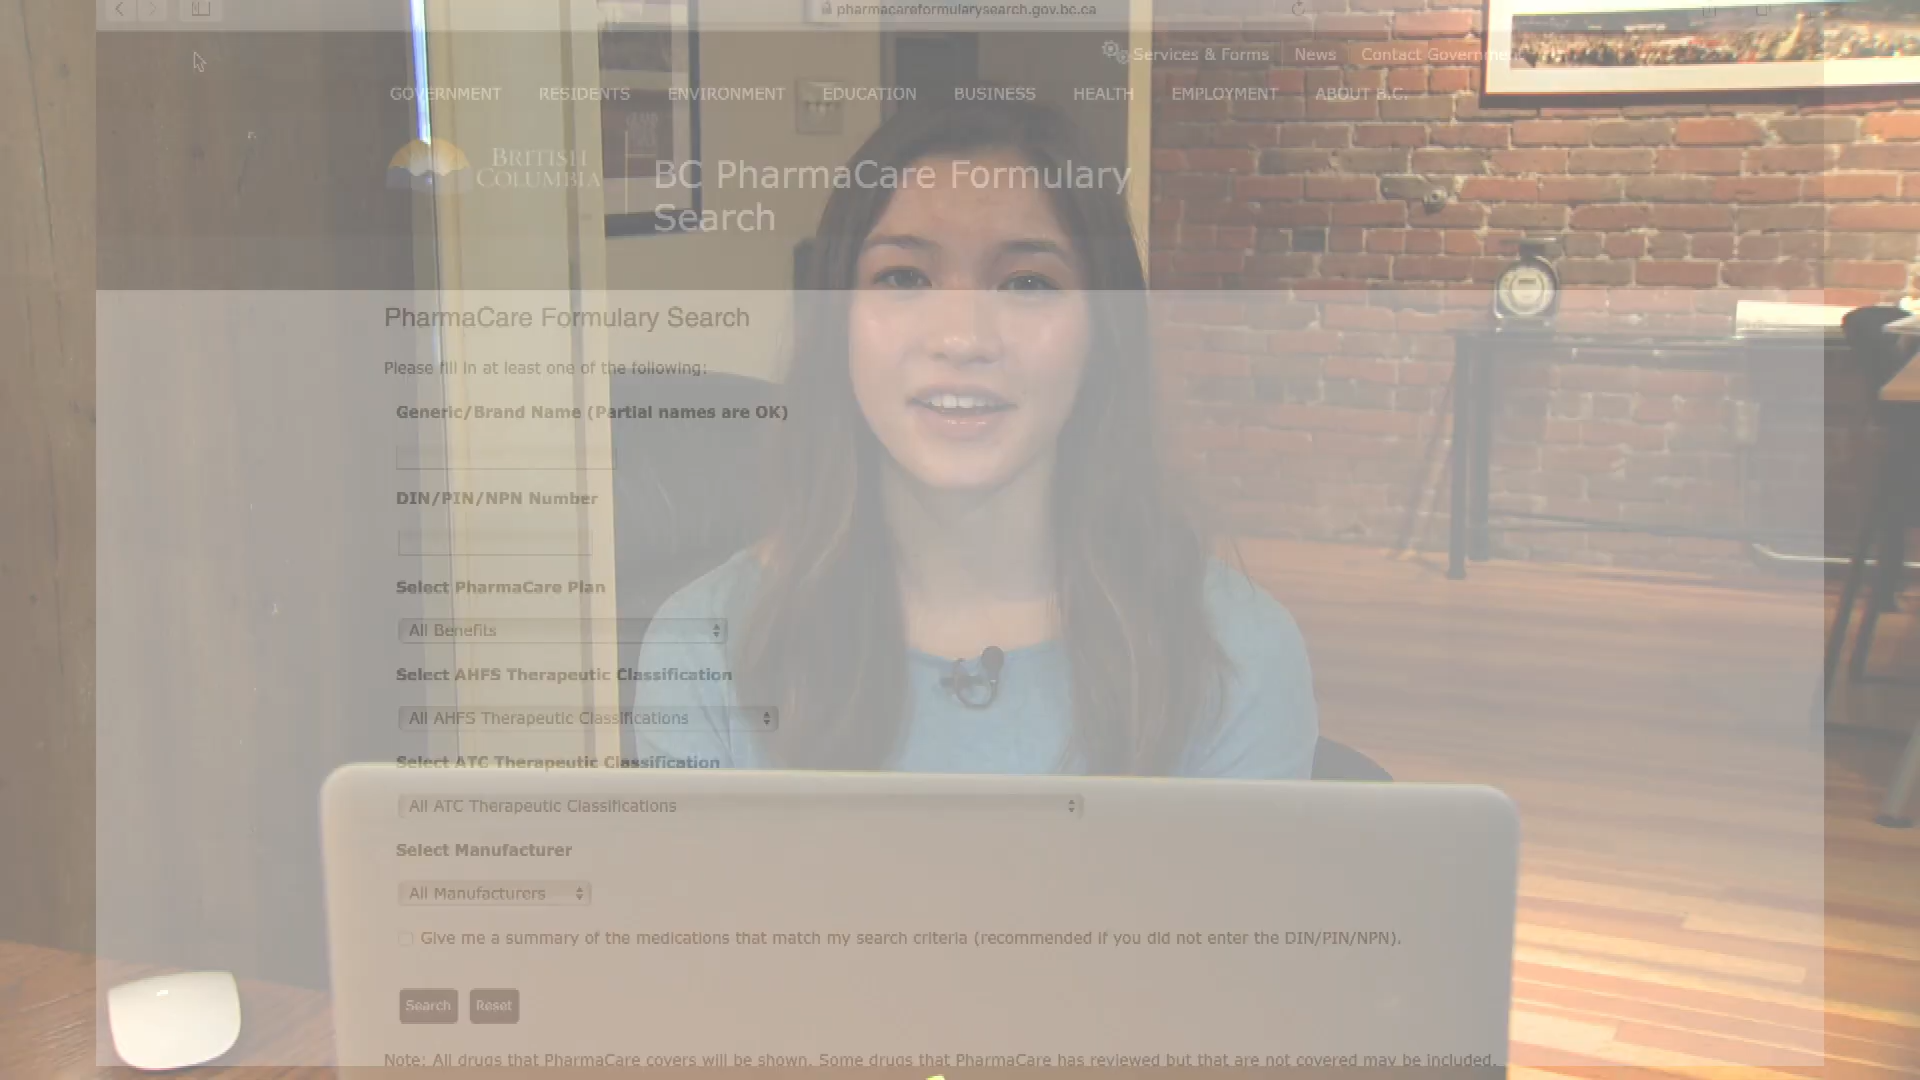 pharmacareformularysearch.gov.bc.ca
Services & Forms News Contact Government
GOVERNMENT RESIDENTS ENVIRONMENT EDUCATION BUSINESS HEALTH EMPLOYMENT ABOUT B.C.
BRITISH
COLUMBIA
BC PharmaCare Formulary
Search
PharmaCare Formulary Search
Please fill in at least one of the following:
Generic/Brand Name (Partial names are OK)
DIN/PIN/NPN Number
Select PharmaCare Plan
All Benefits
Select AHFS Therapeutic Classification
All AHFS Therapeutic Classifications
Select ATC Therapeutic Classification
All ATC Therapeutic Classifications
Select Manufacturer
All Manufacturers
Give me a summary of the medications that match my search criteria (recommended if you did not enter the DIN/PIN/NPN).
Search Reset
Note: All drugs that PharmaCare covers will be shown. Some drugs that PharmaCare has reviewed but that are not covered may be included.